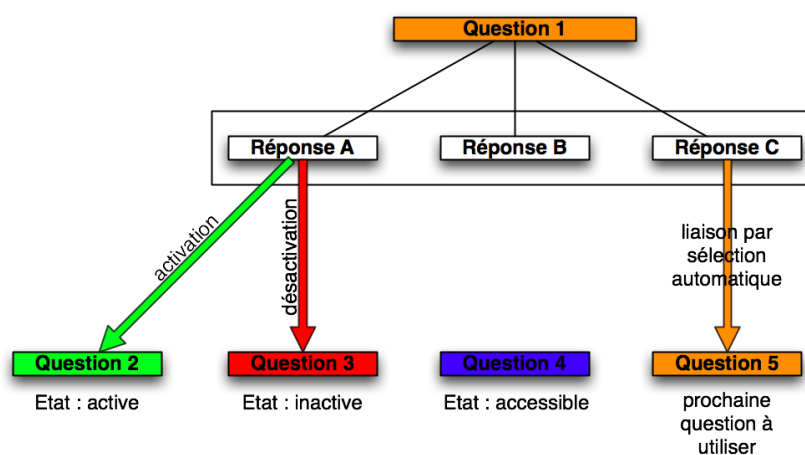 Question 1
Réponse A
Réponse B
Réponse C
activation
désactivation
liaison par
sélection
automatique
Question 2
Question 3
Question 4
Question 5
Etat : active
Etat : inactive
Etat : accessible
prochaine
question à
utiliser